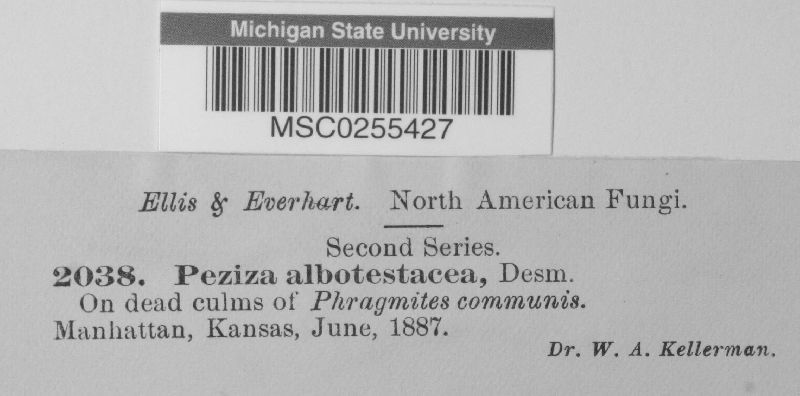 Michigan State University
MSC0255427
Ellis & Everhart. North American Fungi.
Second Series.
2038. Peziza albotestacea, Desm.
On dead culms of Phragmites communis.
Manhattan, Kansas, June, 1887.
Dr. W. A. Kellerman.